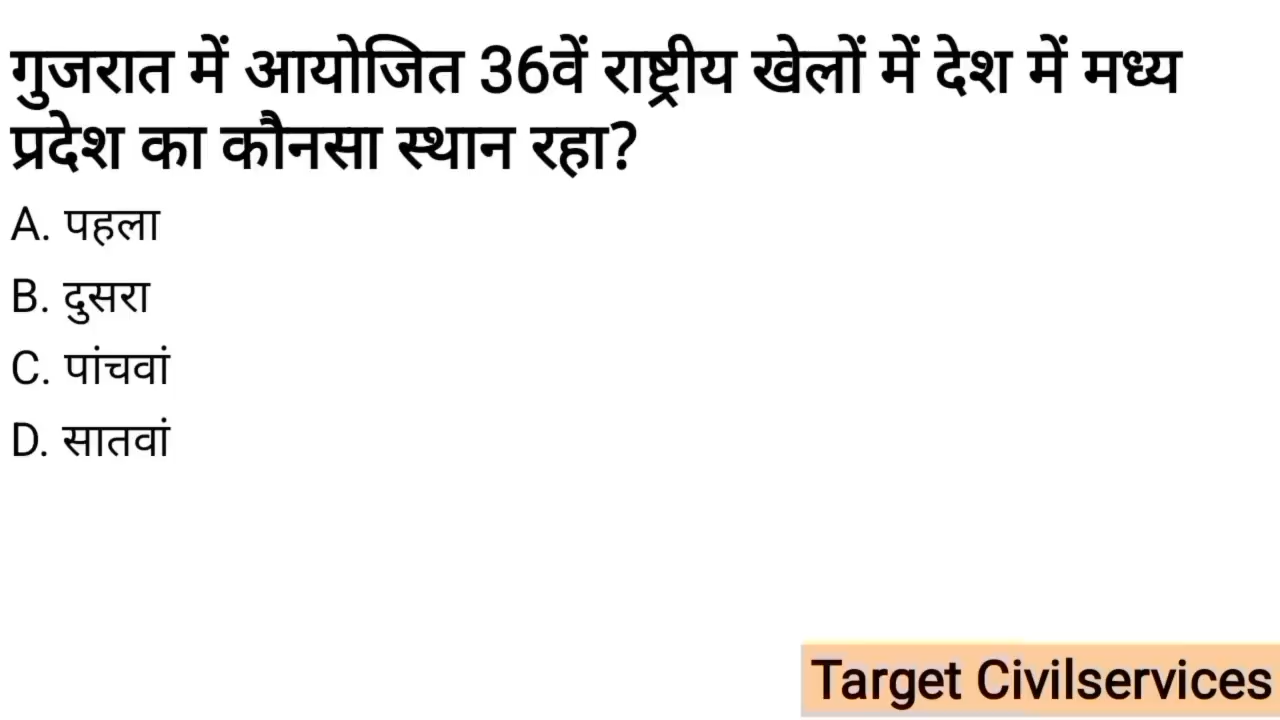 गुजरात में आयोजित 36वें राष्ट्रीय खेलों में देश में मध्य
प्रदेश का कौनसा स्थान रहा?
A. पहला
B. दुसरा
C. पांचवां
D. सातवां
Target Civilservices